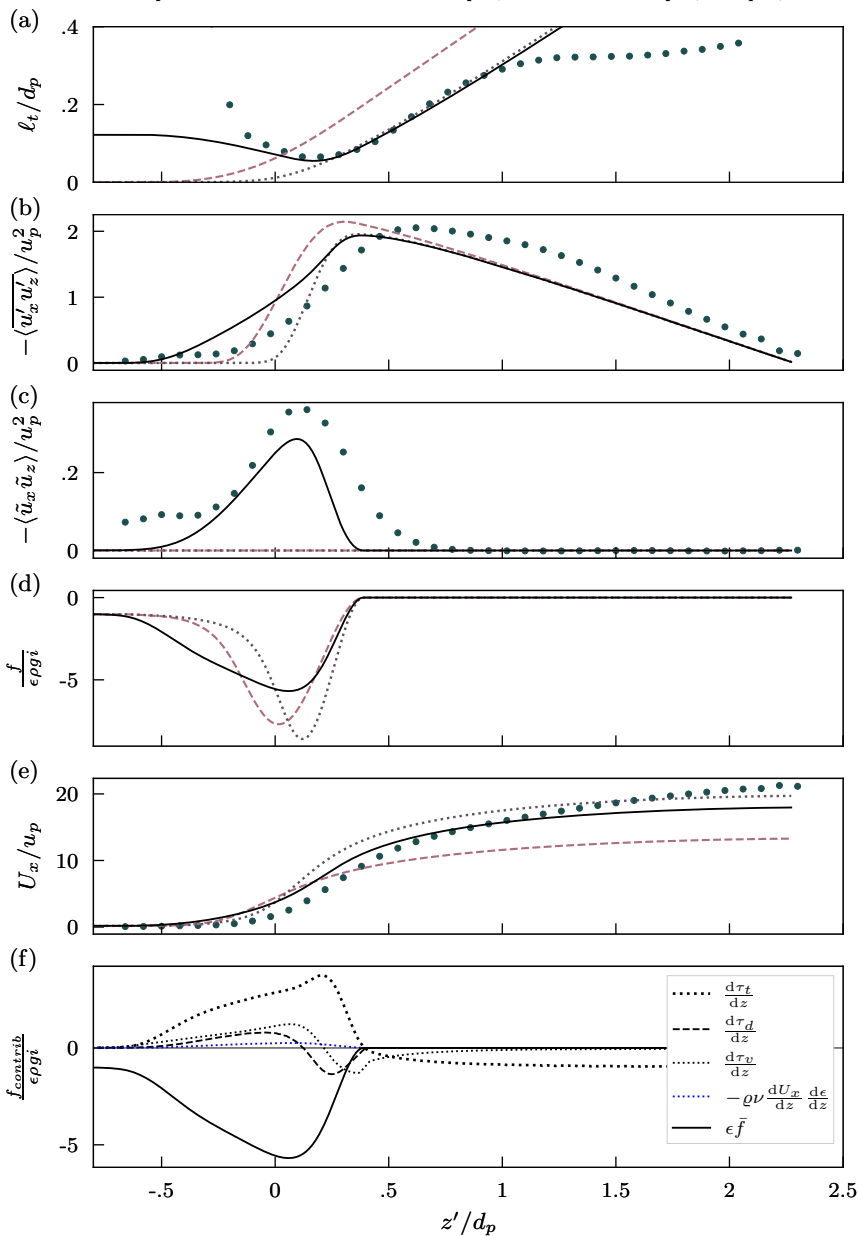 (a)
.4
.2
0
ℓ_t/d_p
(b)
2
1
0
−⟨\overline{u′_x u′_z}⟩/u_p^2
(c)
.2
0
−⟨ũ_x ũ_z⟩/u_p^2
(d)
0
-5
f/ϵρgi
(e)
20
10
0
U_x/u_p
(f)
0
-5
f_{contrib}/ϵρgi
dτ_t/dz
dτ_d/dz
dτ_v/dz
−ϱν dU_x/dz dϵ/dz
ϵf̄
-.5 0 .5 1 1.5 2 2.5
z′/d_p